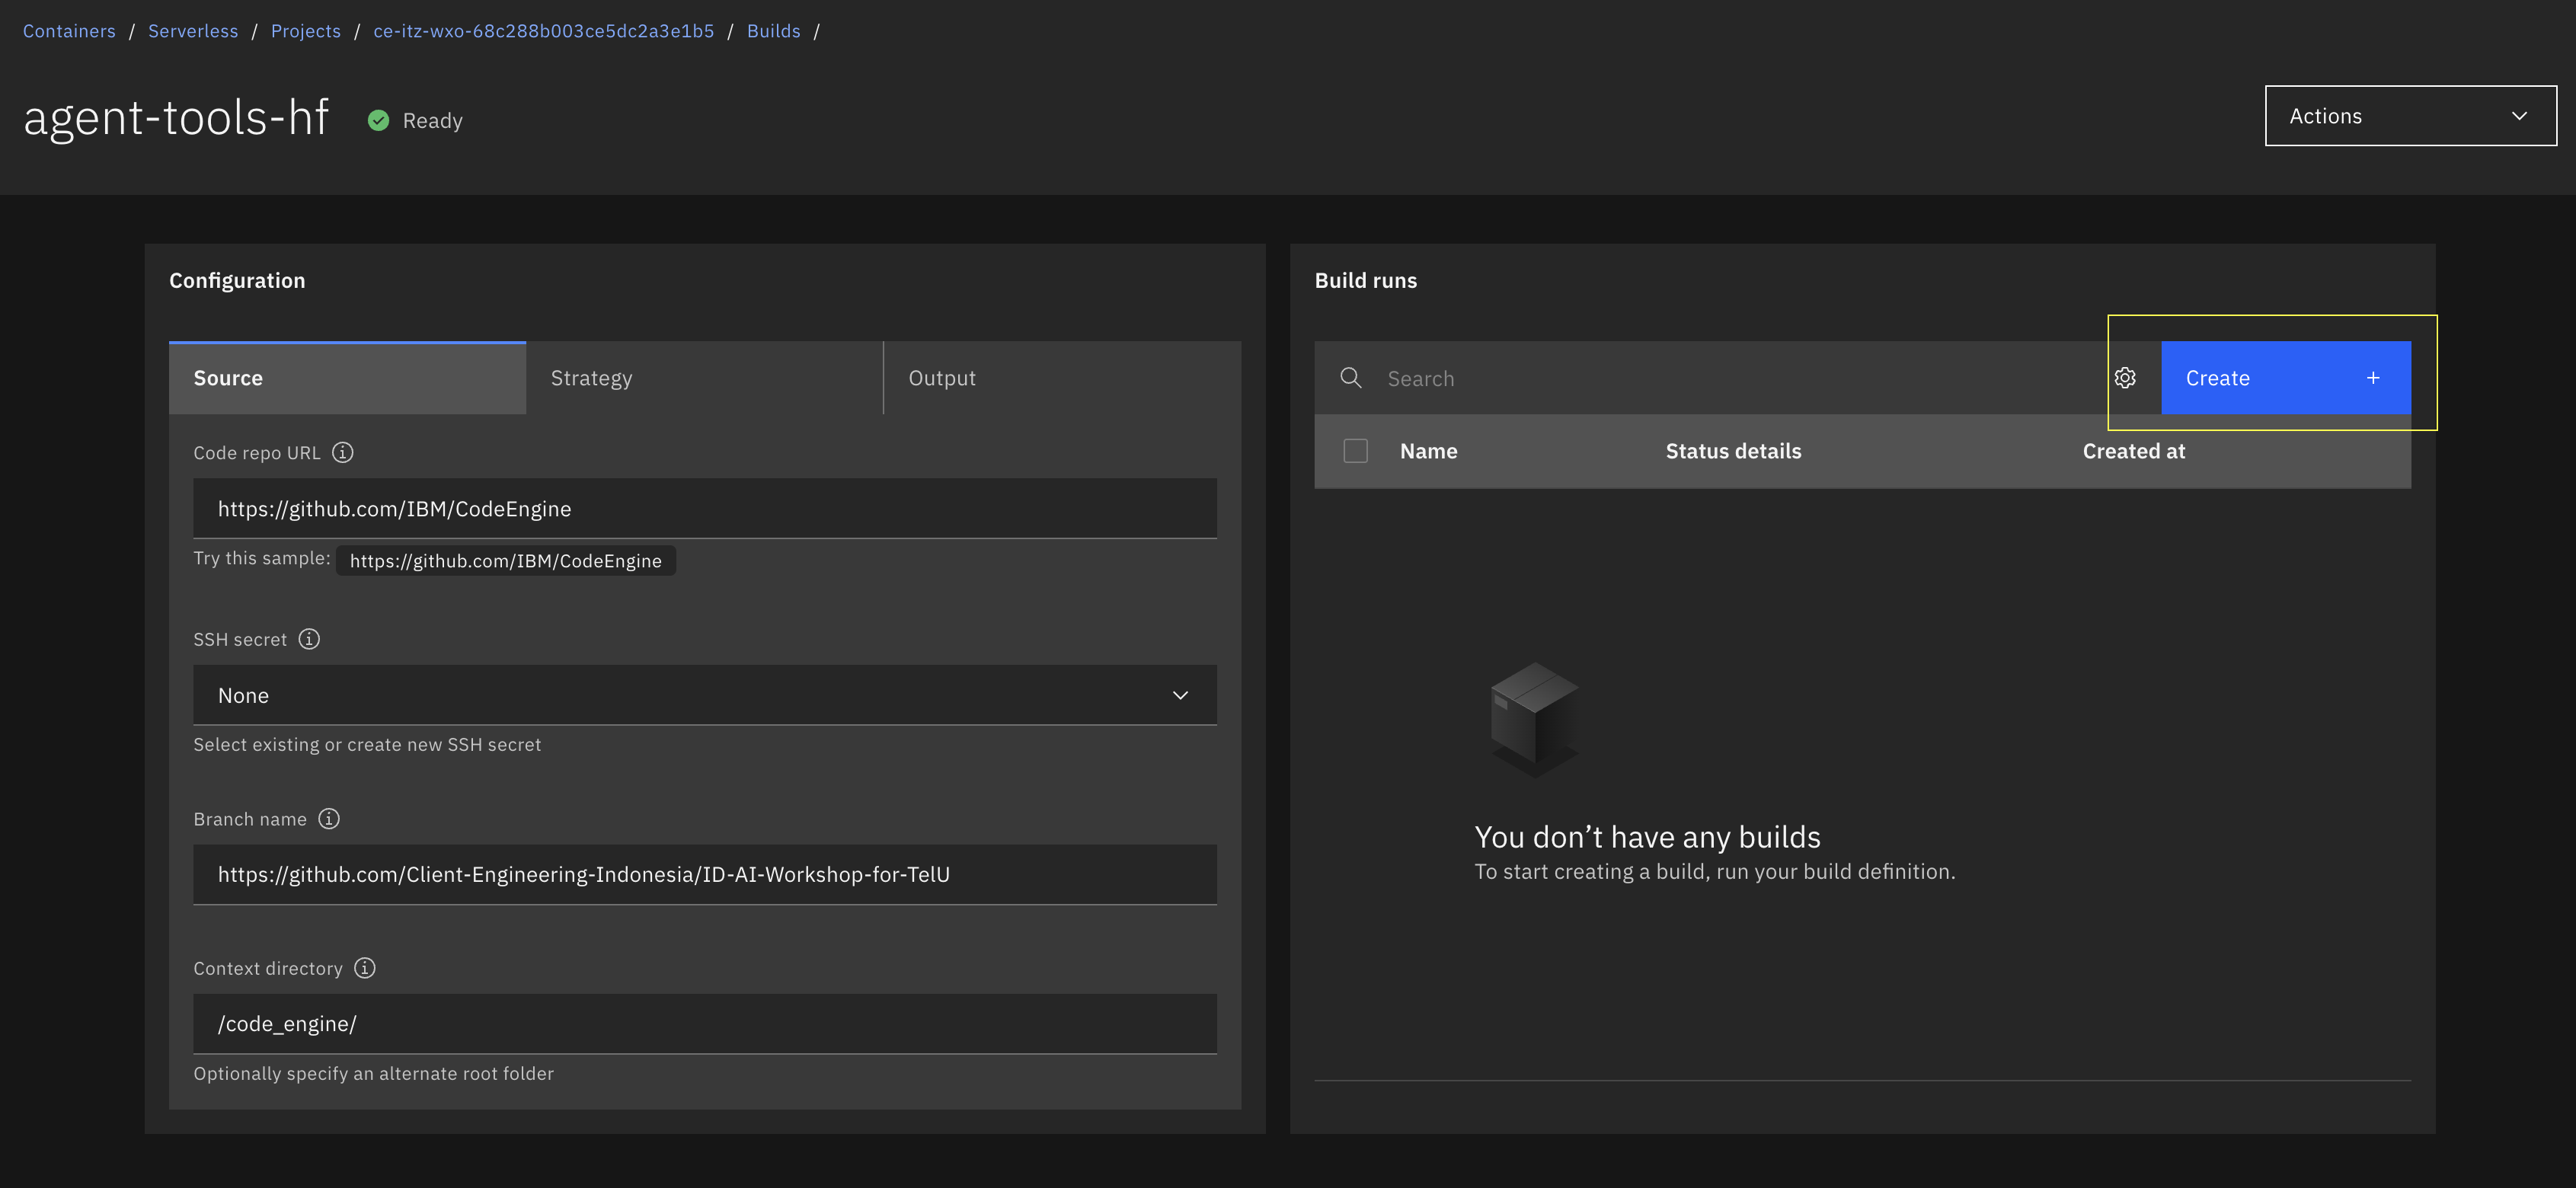 Containers / Serverless / Projects / ce-itz-wxo-68c288b003ce5dc2a3e1b5 / Builds /
agent-tools-hf Ready
Actions
Configuration
Source Strategy Output
Code repo URL
https://github.com/IBM/CodeEngine
Try this sample: https://github.com/IBM/CodeEngine
SSH secret
None
Select existing or create new SSH secret
Branch name
https://github.com/Client-Engineering-Indonesia/ID-AI-Workshop-for-TelU
Context directory
/code_engine/
Optionally specify an alternate root folder
Build runs
Search
Create +
Name Status details Created at
You don’t have any builds
To start creating a build, run your build definition.